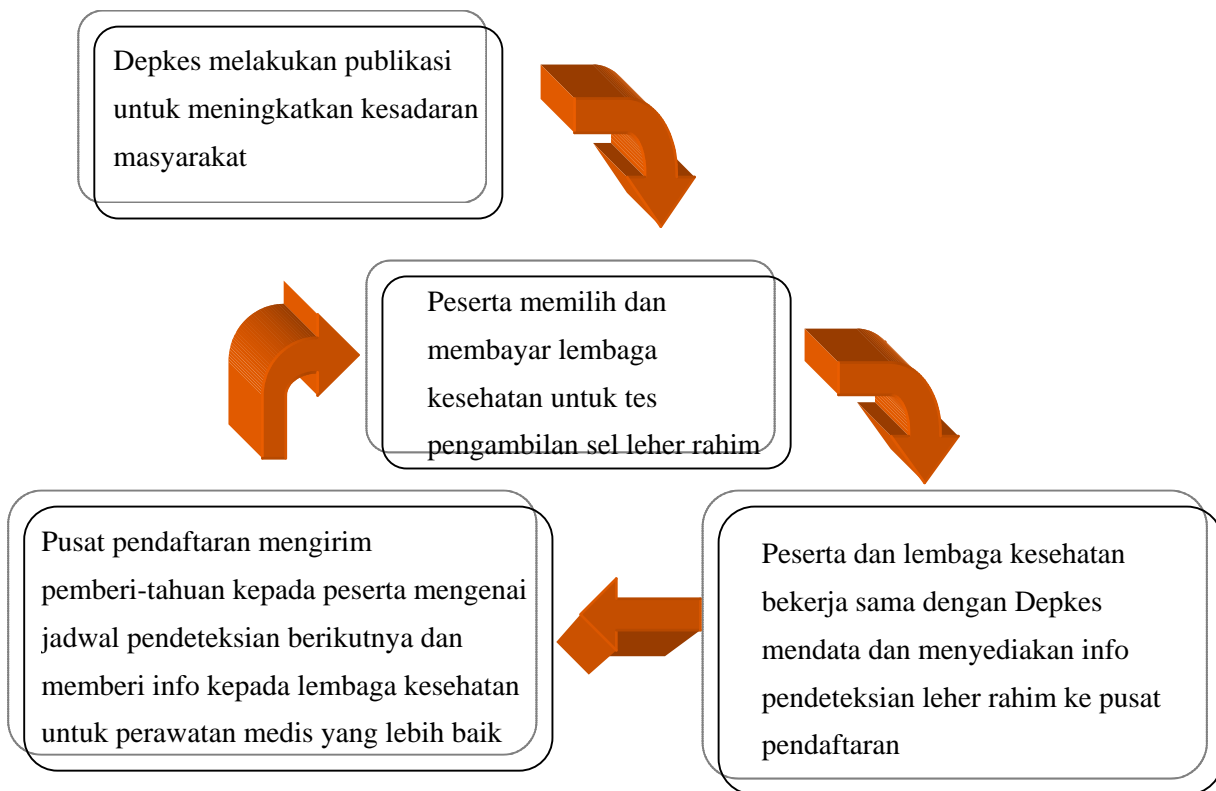 Depkes melakukan publikasi
untuk meningkatkan kesadaran
masyarakat
Peserta memilih dan
membayar lembaga
kesehatan untuk tes
pengambilan sel leher rahim
Peserta dan lembaga kesehatan
bekerja sama dengan Depkes
mendata dan menyediakan info
pendeteksian leher rahim ke pusat
pendaftaran
Pusat pendaftaran mengirim
pemberi-tahuan kepada peserta mengenai
jadwal pendeteksian berikutnya dan
memberi info kepada lembaga kesehatan
untuk perawatan medis yang lebih baik